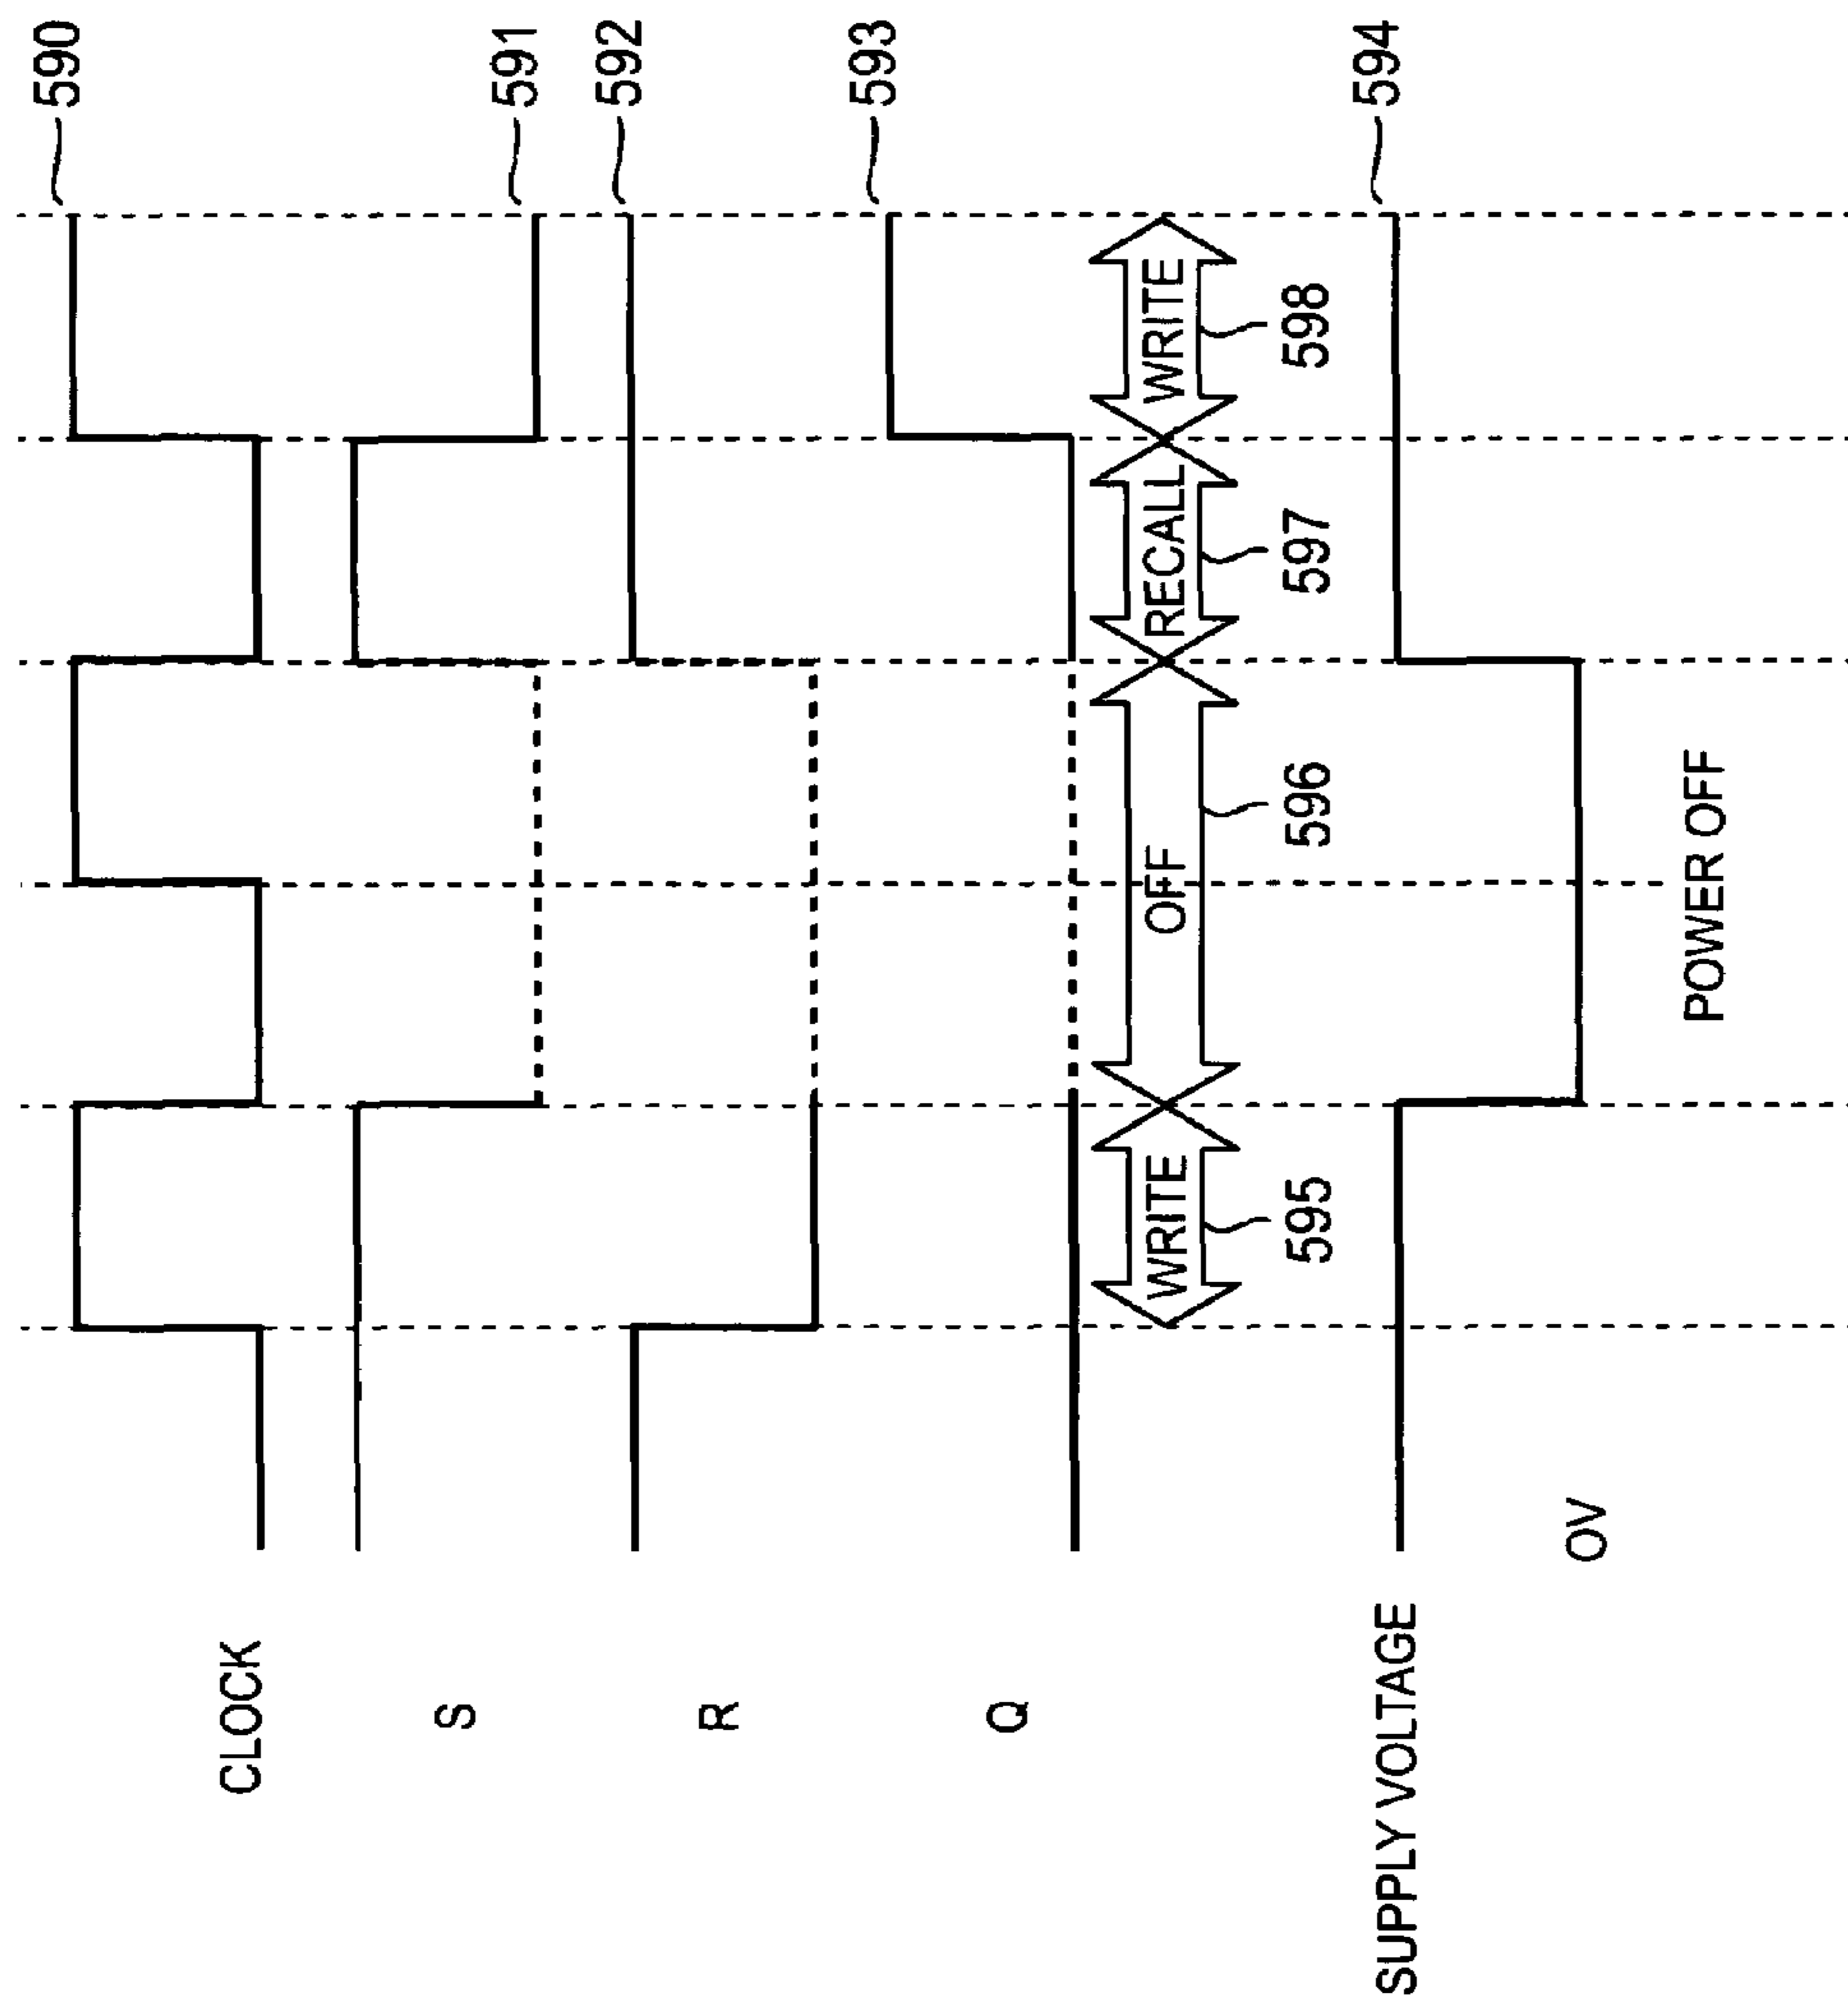 CLOCK
590
S
591
R
592
Q
593
WRITE
OFF
RECALL
WRITE
595
596
597
598
SUPPLY VOLTAGE
594
0V
POWER OFF